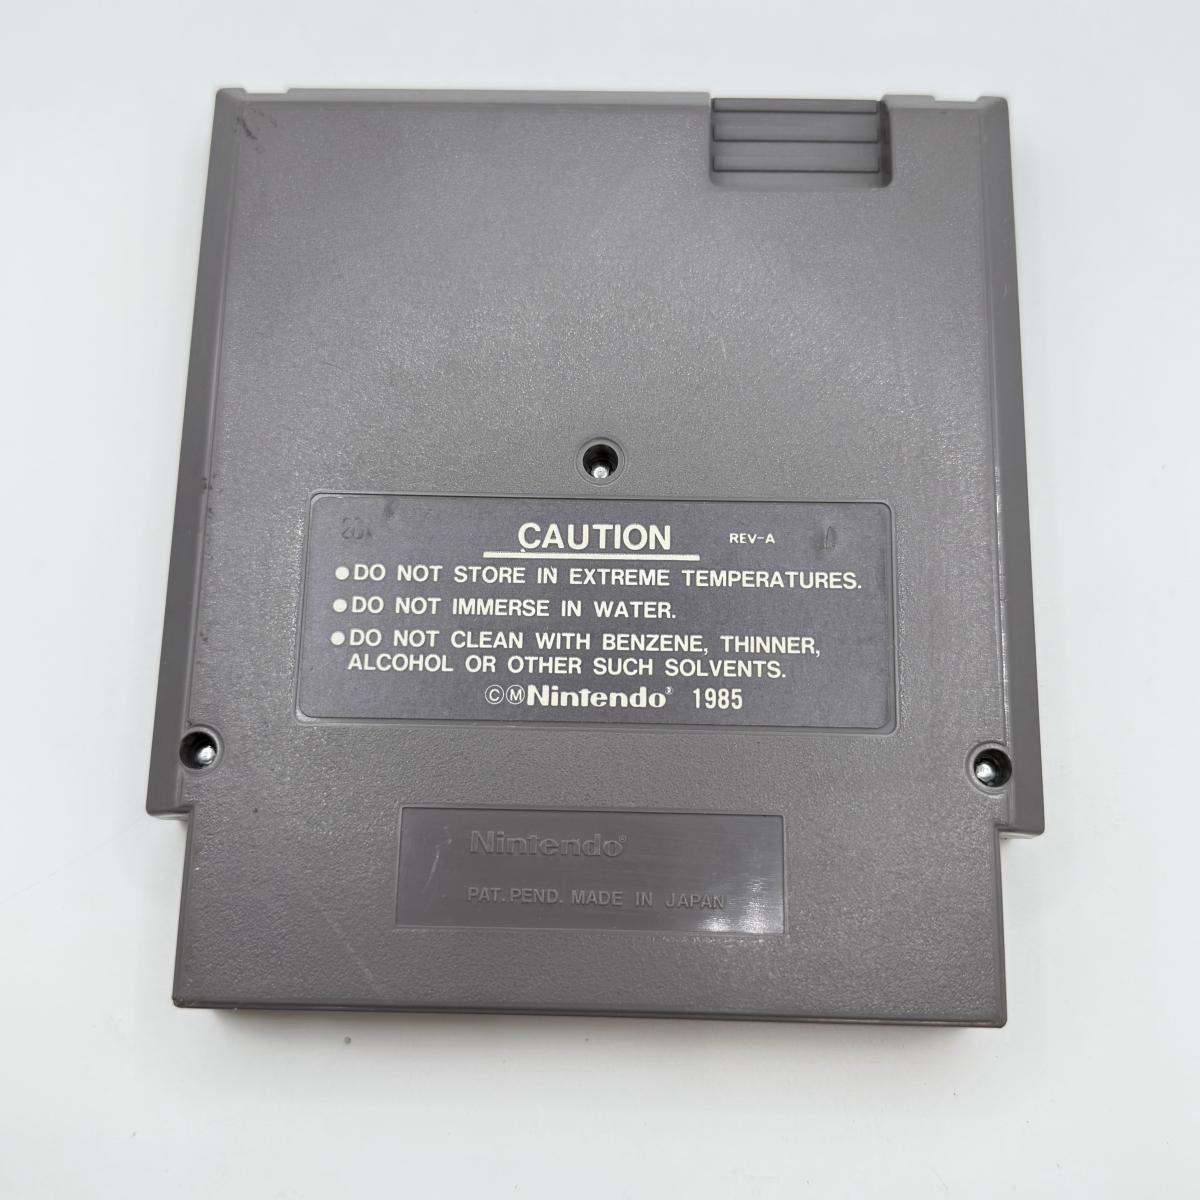 CAUTION REV-A
●DO NOT STORE IN EXTREME TEMPERATURES.
●DO NOT IMMERSE IN WATER.
●DO NOT CLEAN WITH BENZENE, THINNER,
ALCOHOL OR OTHER SUCH SOLVENTS.
©ⓂNintendo® 1985
Nintendo®
PAT. PEND. MADE IN JAPAN